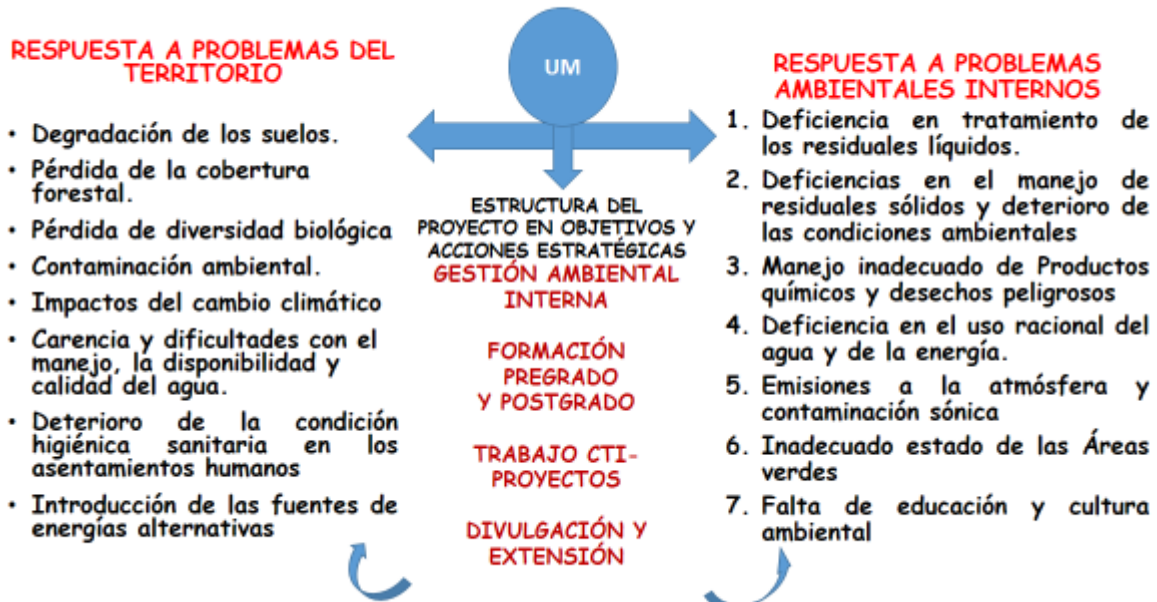 UM
RESPUESTA A PROBLEMAS DEL
TERRITORIO
• Degradación de los suelos.
• Pérdida de la cobertura
forestal.
• Pérdida de diversidad biológica
• Contaminación ambiental.
• Impactos del cambio climático
• Carencia y dificultades con el
manejo, la disponibilidad y
calidad del agua.
• Deterioro de la condición
higiénica sanitaria en los
asentamientos humanos
• Introducción de las fuentes de
energías alternativas
ESTRUCTURA DEL
PROYECTO EN OBJETIVOS Y
ACCIONES ESTRATÉGICAS
GESTIÓN AMBIENTAL
INTERNA
FORMACIÓN
PREGRADO
Y POSTGRADO
TRABAJO CTI-
PROYECTOS
DIVULGACIÓN Y
EXTENSIÓN
RESPUESTA A PROBLEMAS
AMBIENTALES INTERNOS
1. Deficiencia en tratamiento de
los residuales líquidos.
2. Deficiencias en el manejo de
residuales sólidos y deterioro de
las condiciones ambientales
3. Manejo inadecuado de Productos
químicos y desechos peligrosos
4. Deficiencia en el uso racional del
agua y de la energía.
5. Emisiones a la atmósfera y
contaminación sónica
6. Inadecuado estado de las Áreas
verdes
7. Falta de educación y cultura
ambiental